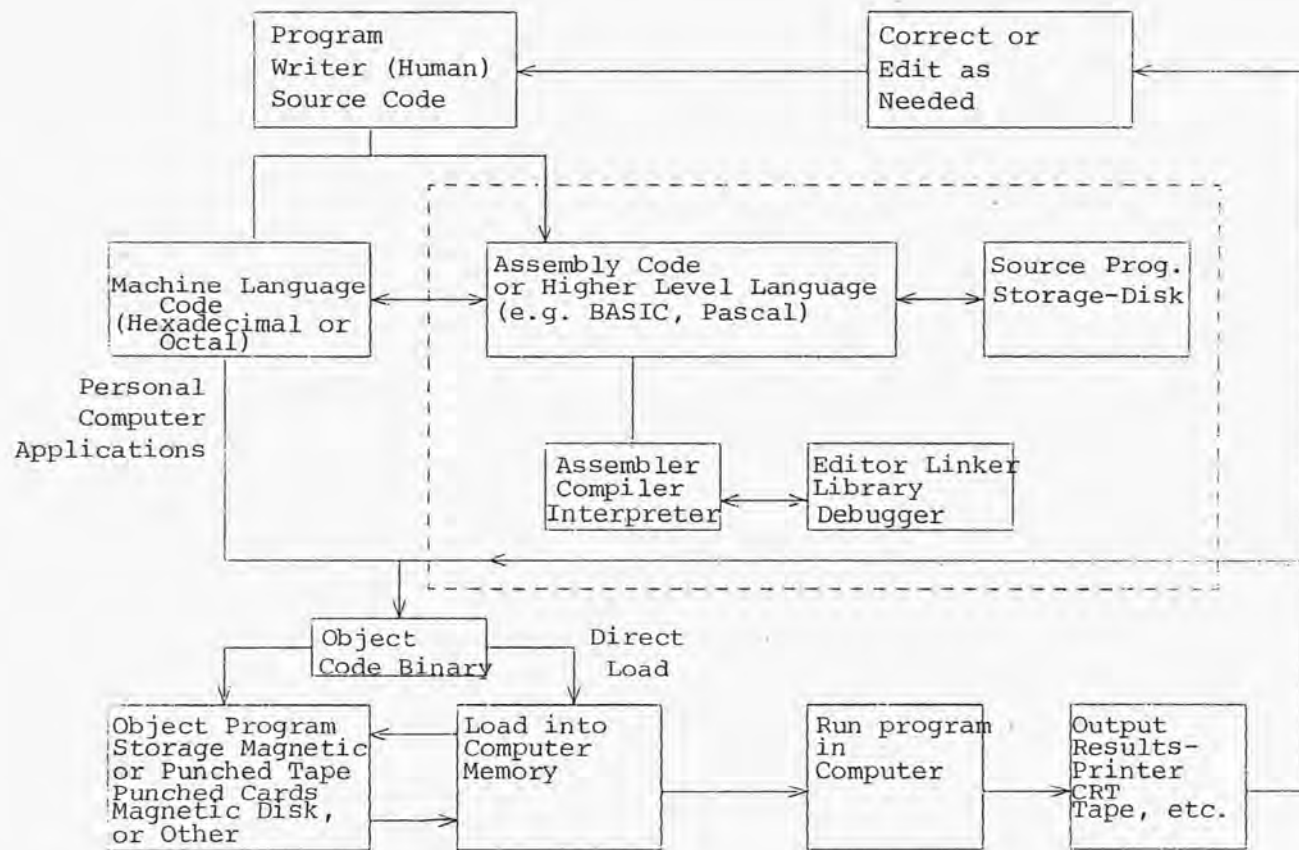 Program
Writer (Human)
Source Code
Correct or
Edit as
Needed
Machine Language
Code
(Hexadecimal or
Octal)
Assembly Code
or Higher Level Language
(e.g. BASIC, Pascal)
Source Prog.
Storage-Disk
Personal
Computer
Applications
Assembler
Compiler
Interpreter
Editor Linker
Library
Debugger
Object
Code Binary
Direct
Load
Object Program
Storage Magnetic
or Punched Tape
Punched Cards
Magnetic Disk,
or Other
Load into
Computer
Memory
Run program
in
Computer
Output
Results-
Printer
CRT
Tape, etc.